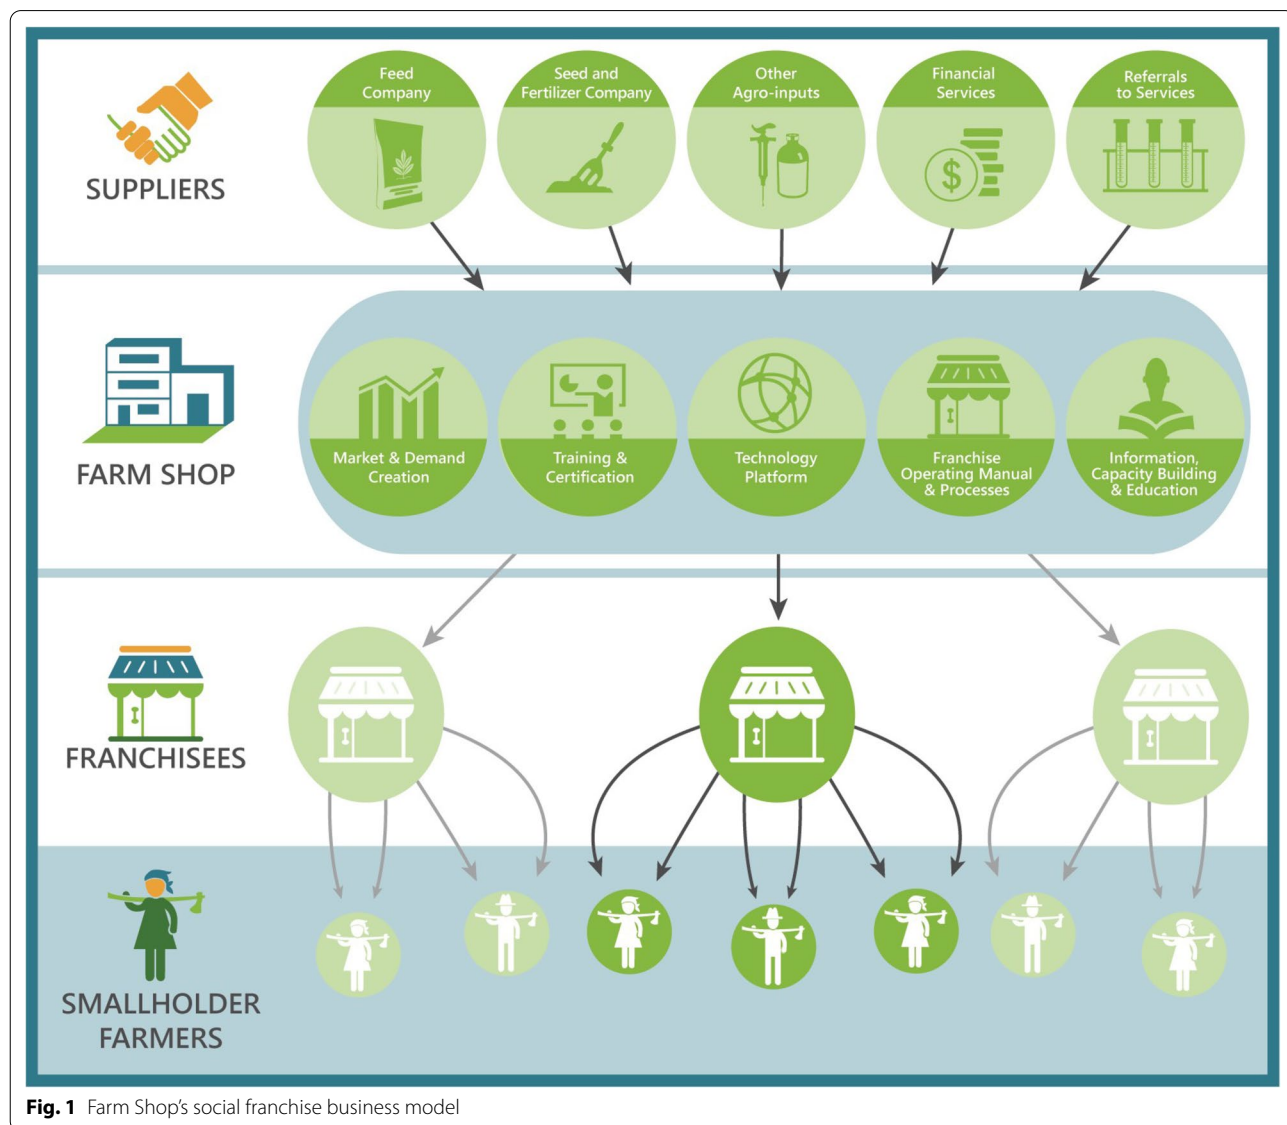 Feed
Company
Seed and
Fertilizer Company
Other
Agro-inputs
Financial
Services
Referrals
to Services
$
SUPPLIERS
FARM SHOP
Market & Demand
Creation
Training &
Certification
Technology
Platform
Franchise
Operating Manual
& Processes
Information,
Capacity Building
& Education
FRANCHISEES
SMALLHOLDER
FARMERS
Fig. 1 Farm Shop's social franchise business model